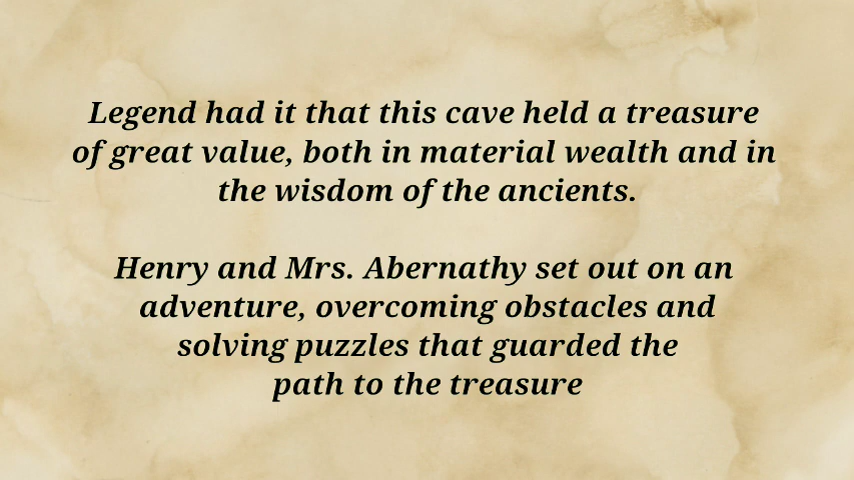 Legend had it that this cave held a treasure
of great value, both in material wealth and in
the wisdom of the ancients.
Henry and Mrs. Abernathy set out on an
adventure, overcoming obstacles and
solving puzzles that guarded the
path to the treasure